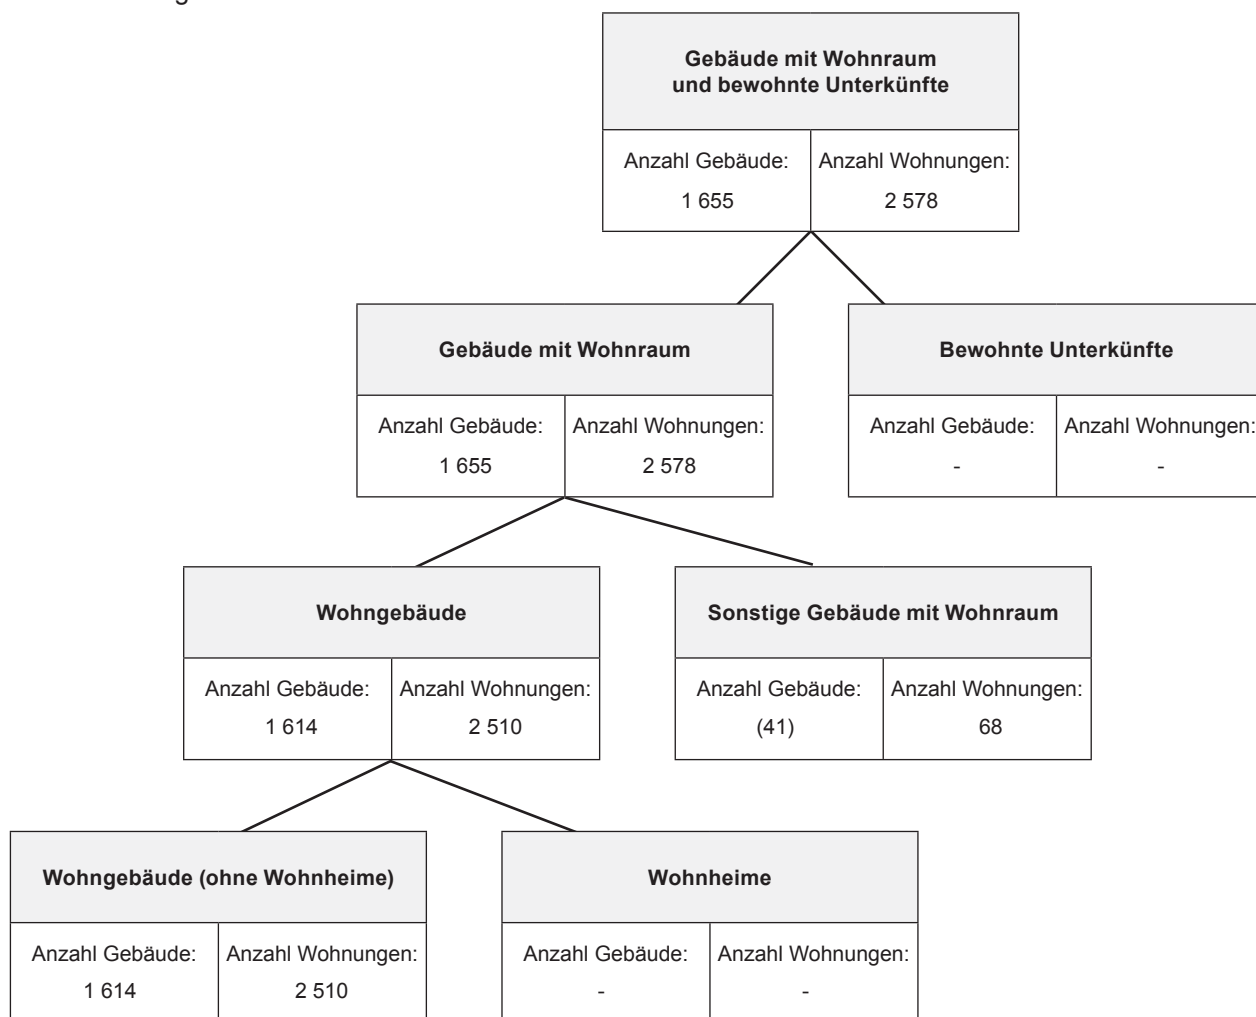 Gebäude mit Wohnraum
und bewohnte Unterkünfte
Anzahl Gebäude: Anzahl Wohnungen:
1 655 2 578
Gebäude mit Wohnraum
Anzahl Gebäude: Anzahl Wohnungen:
1 655 2 578
Bewohnte Unterkünfte
Anzahl Gebäude: Anzahl Wohnungen:
- -
Wohngebäude
Anzahl Gebäude: Anzahl Wohnungen:
1 614 2 510
Sonstige Gebäude mit Wohnraum
Anzahl Gebäude: Anzahl Wohnungen:
(41) 68
Wohngebäude (ohne Wohnheime)
Anzahl Gebäude: Anzahl Wohnungen:
1 614 2 510
Wohnheime
Anzahl Gebäude: Anzahl Wohnungen:
- -